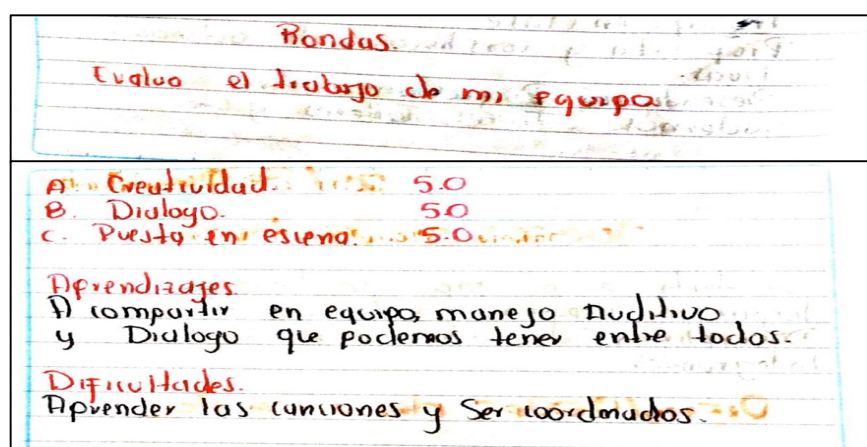 Rondas.
Evaluo el trabajo de mi equipo
A. Creatividad. 5.0
B. Dialogo. 5.0
C. Puesta en escena. 5.0
Aprendizajes
A compartir en equipo, manejo Auditivo
y Dialogo que podemos tener entre todos.
Dificultades.
Aprender las canciones y Ser coordinados.